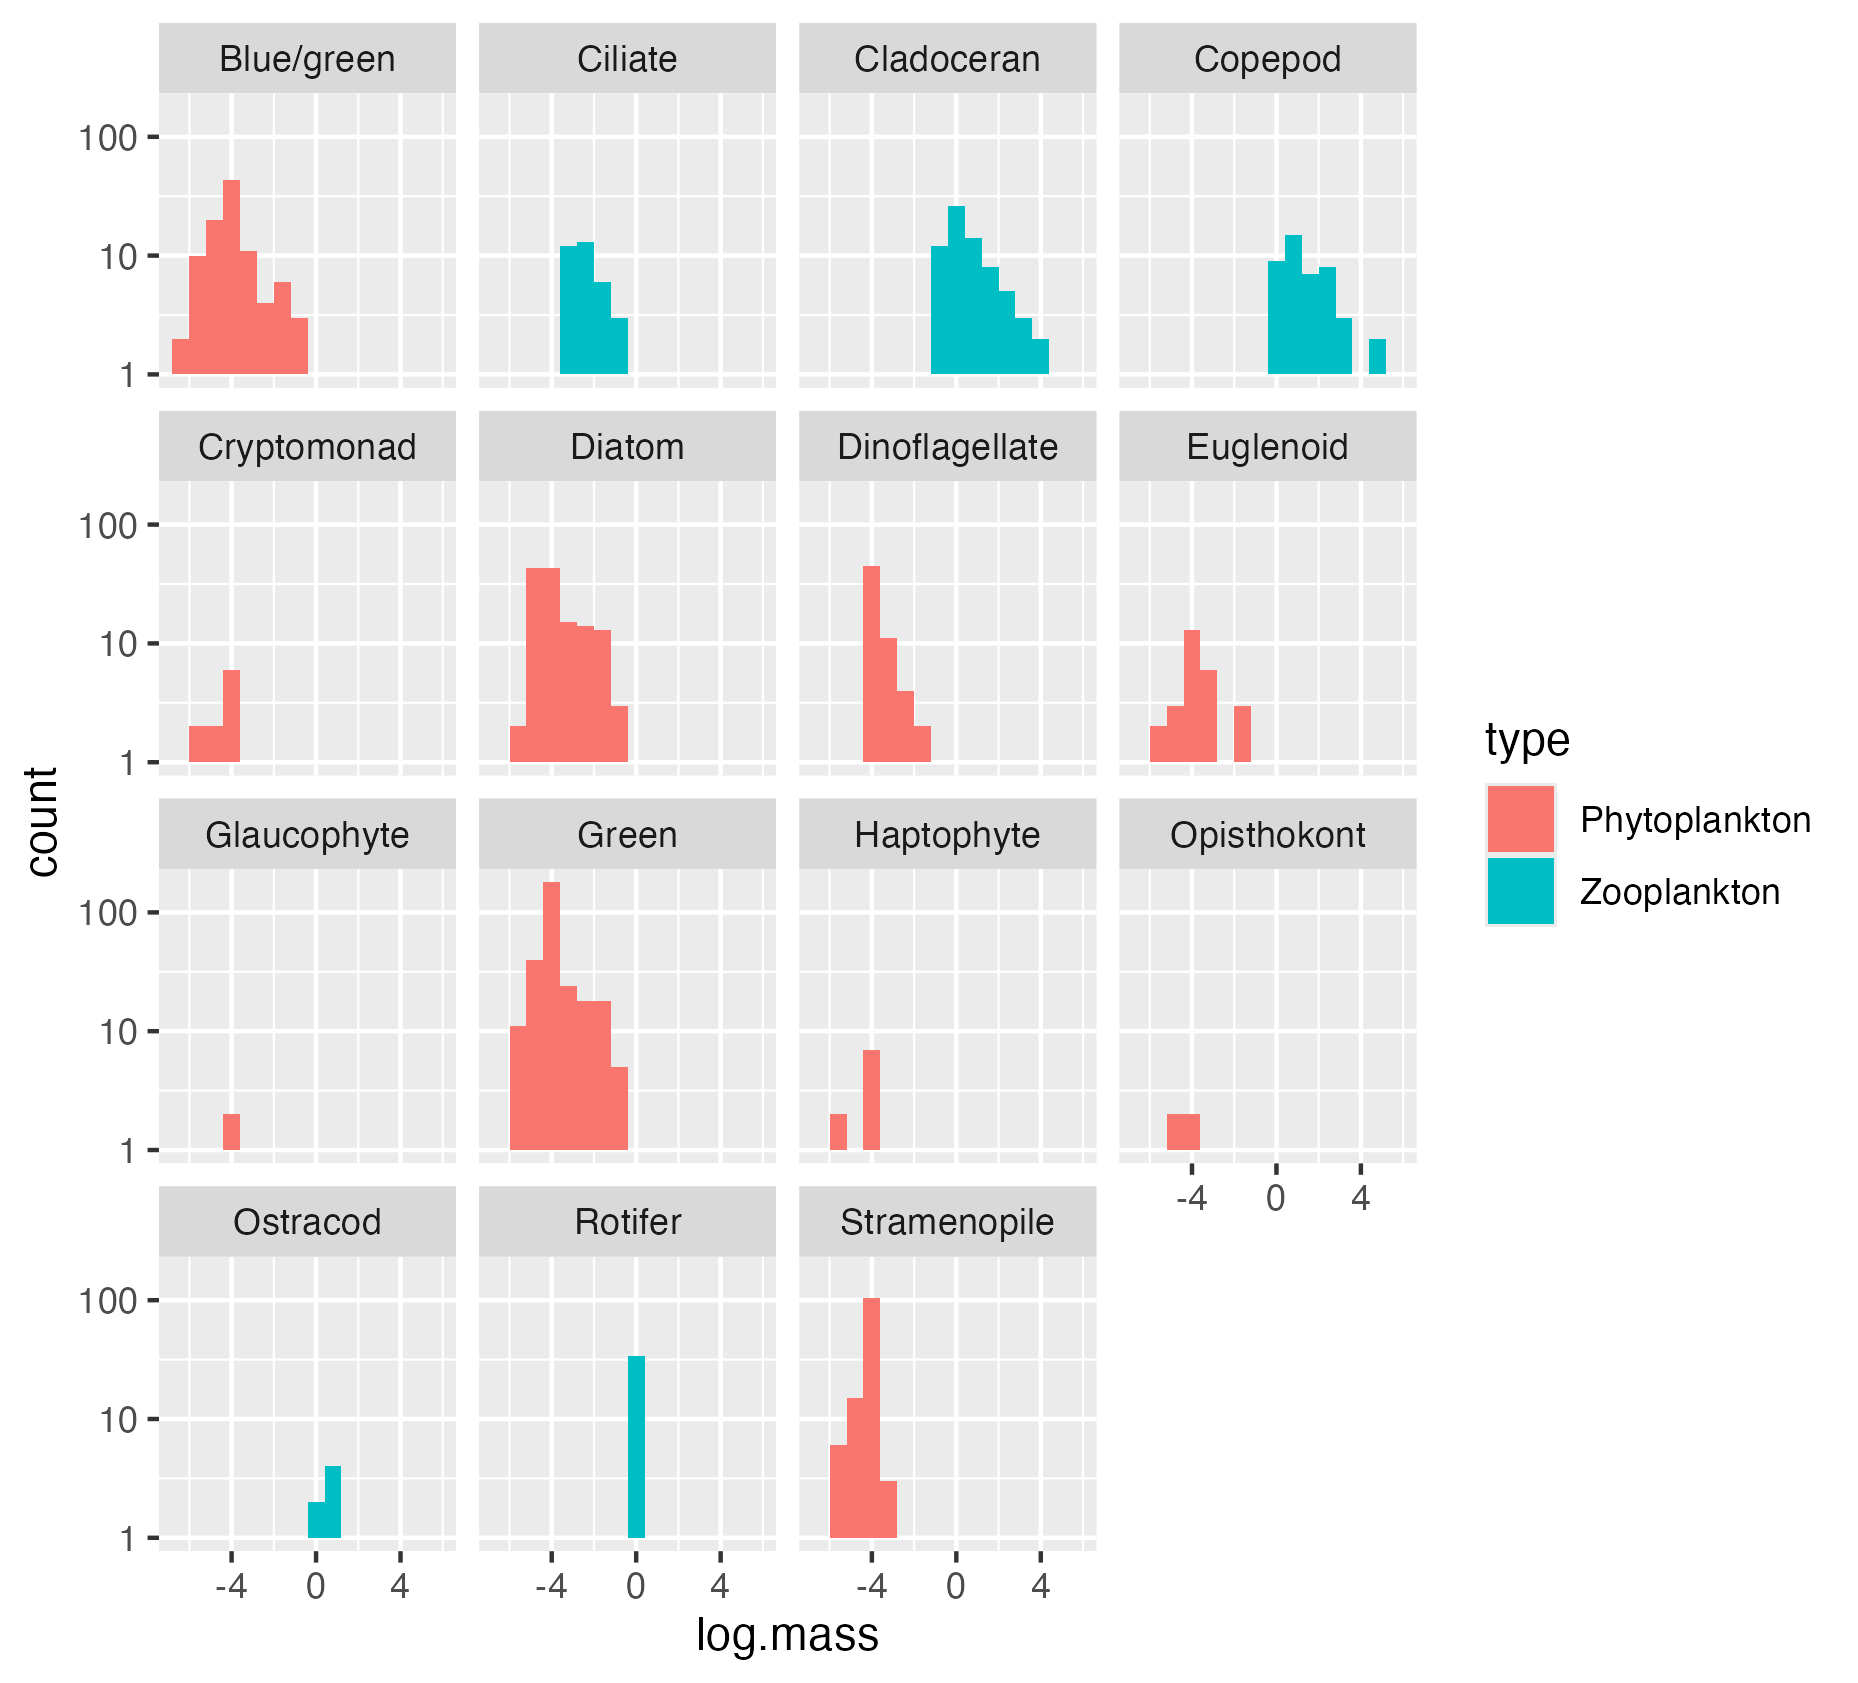 Blue/green Ciliate Cladoceran Copepod
100
10
1
Cryptomonad Diatom Dinoflagellate Euglenoid
100
10
1
Glaucophyte Green Haptophyte Opisthokont
100
10
1
-4 0 4
Ostracod Rotifer Stramenopile
100
10
1
-4 0 4 -4 0 4 -4 0 4
log.mass
count
type
Phytoplankton
Zooplankton